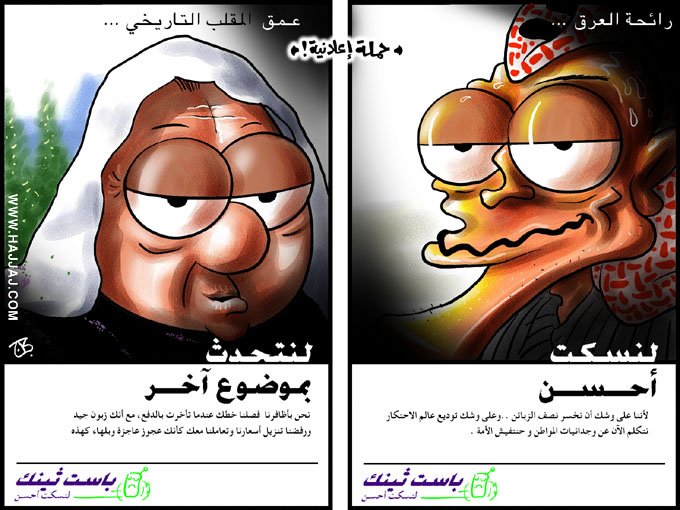 رائحة العرق ...
عمق المقلب التاريخي ...
حملة إعلانية!
لنسكت
أحسن
لأننا على وشك أن نخسر نصف الزبائن ..وعلى وشك توديع عالم الاحتكار
نتكلم الآن عن وجدانيات المواطن و حنتفيش الأمة .
باست ثينك
لنسكت أحسن
لنتحدث
بموضوع آخر
نحن بأظافرنا فصلنا خطك عندما تأخرت بالدفع، مع أنك زبون جيد
ورفضنا تنزيل أسعارنا وتعاملنا معك كأنك عجوز عاجزة وبلهاء كهذه
باست ثينك
لنسكت أحسن
WWW.HAJJAJ.COM